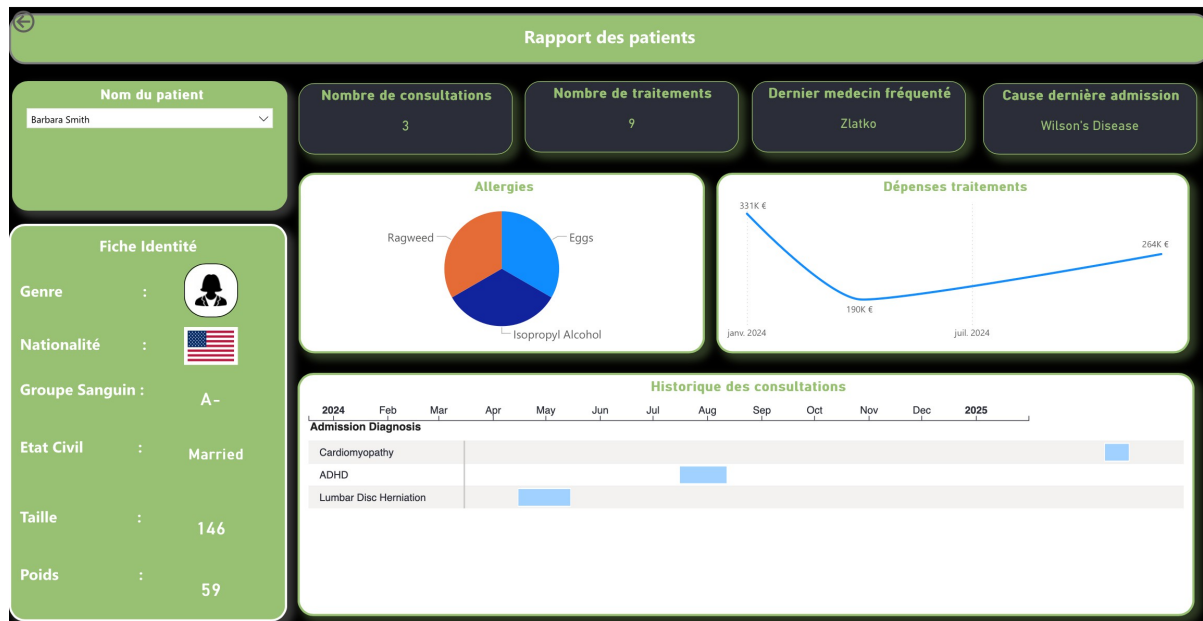 Rapport des patients
Nom du patient
Barbara Smith
Nombre de consultations
3
Nombre de traitements
9
Dernier medecin fréquenté
Zlatko
Cause dernière admission
Wilson's Disease
Fiche Identité
Genre :
Nationalité :
Groupe Sanguin : A-
Etat Civil : Married
Taille : 146
Poids : 59
Allergies
Ragweed
Eggs
Isopropyl Alcohol
Dépenses traitements
331K €
264K €
190K €
janv. 2024 juil. 2024
Historique des consultations
2024 Feb Mar Apr May Jun Jul Aug Sep Oct Nov Dec 2025
Admission Diagnosis
Cardiomyopathy
ADHD
Lumbar Disc Herniation